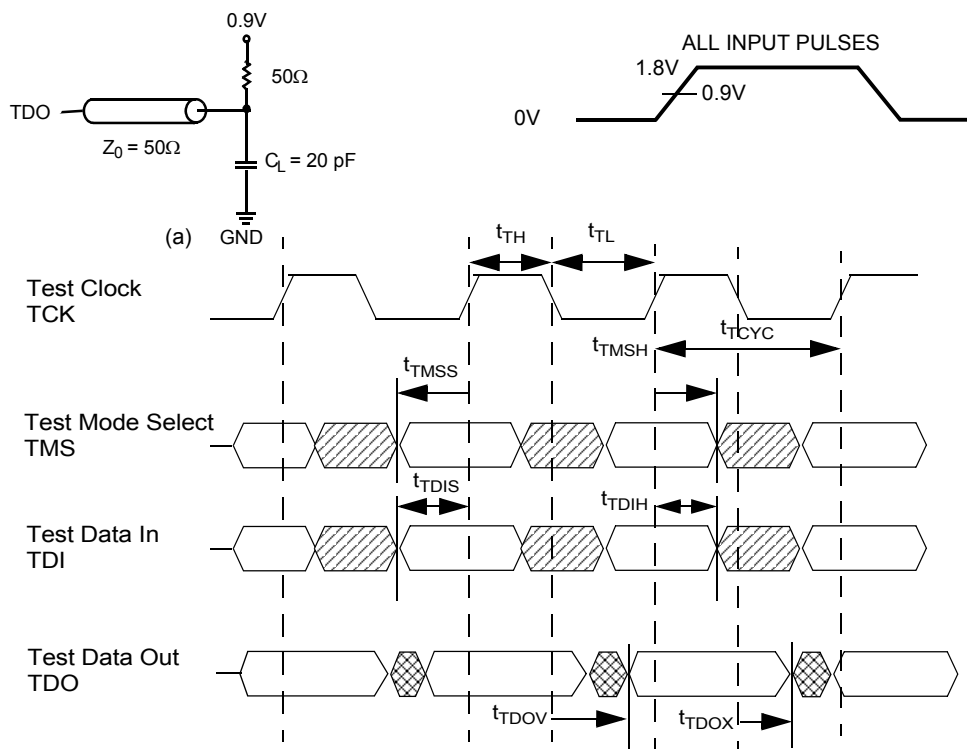 0.9V
50Ω
TDO
Z0 = 50Ω
CL = 20 pF
(a) GND
ALL INPUT PULSES
1.8V
0.9V
0V
tTH
tTL
Test Clock
TCK
tTCYC
tTMSH
tTMSS
Test Mode Select
TMS
tTDIS
tTDIH
Test Data In
TDI
Test Data Out
TDO
tTDOV
tTDOX